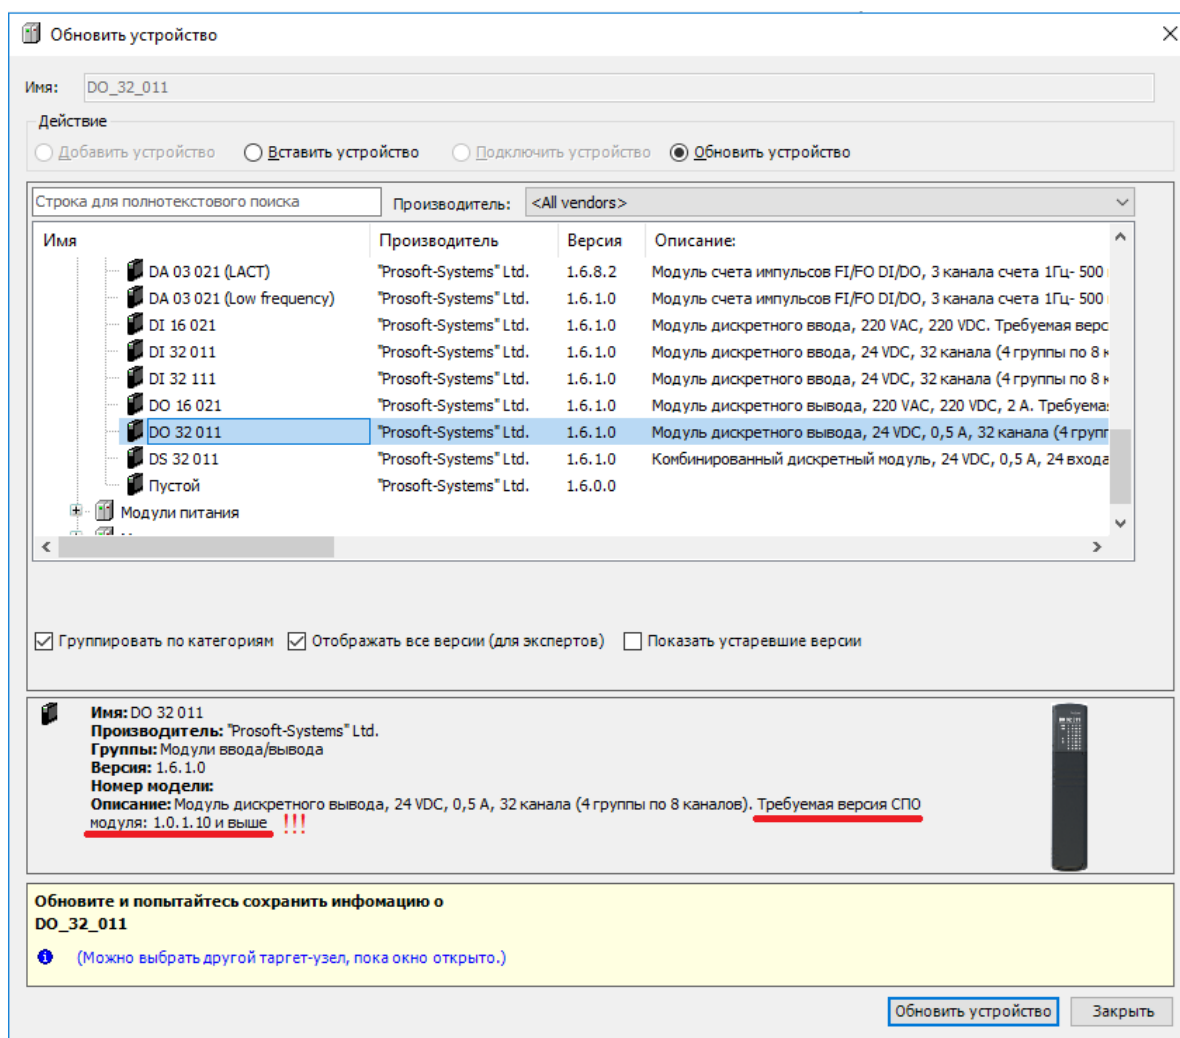 Обновить устройство
Имя: DO_32_011
Действие
Добавить устройство Вставить устройство Подключить устройство Обновить устройство
Строка для полнотекстового поиска Производитель: <All vendors>
Имя Производитель Версия Описание:
DA 03 021 (LACT) "Prosoft-Systems" Ltd. 1.6.8.2 Модуль счета импульсов FI/FO DI/DO, 3 канала счета 1Гц- 500
DA 03 021 (Low frequency) "Prosoft-Systems" Ltd. 1.6.1.0 Модуль счета импульсов FI/FO DI/DO, 3 канала счета 1Гц- 500
DI 16 021 "Prosoft-Systems" Ltd. 1.6.1.0 Модуль дискретного ввода, 220 VAC, 220 VDC. Требуемая верс
DI 32 011 "Prosoft-Systems" Ltd. 1.6.1.0 Модуль дискретного ввода, 24 VDC, 32 канала (4 группы по 8 к
DI 32 111 "Prosoft-Systems" Ltd. 1.6.1.0 Модуль дискретного ввода, 24 VDC, 32 канала (4 группы по 8 к
DO 16 021 "Prosoft-Systems" Ltd. 1.6.1.0 Модуль дискретного вывода, 220 VAC, 220 VDC, 2 А. Требуема
DO 32 011 "Prosoft-Systems" Ltd. 1.6.1.0 Модуль дискретного вывода, 24 VDC, 0,5 А, 32 канала (4 групп
DS 32 011 "Prosoft-Systems" Ltd. 1.6.1.0 Комбинированный дискретный модуль, 24 VDC, 0,5 А, 24 входа
Пустой "Prosoft-Systems" Ltd. 1.6.0.0
Модули питания
Группировать по категориям Отображать все версии (для экспертов) Показать устаревшие версии
Имя: DO 32 011
Производитель: "Prosoft-Systems" Ltd.
Группы: Модули ввода/вывода
Версия: 1.6.1.0
Номер модели:
Описание: Модуль дискретного вывода, 24 VDC, 0,5 А, 32 канала (4 группы по 8 каналов). Требуемая версия СПО
модуля: 1.0.1.10 и выше !!!
Обновите и попытайтесь сохранить инфомацию о
DO_32_011
(Можно выбрать другой таргет-узел, пока окно открыто.)
Обновить устройство Закрыть